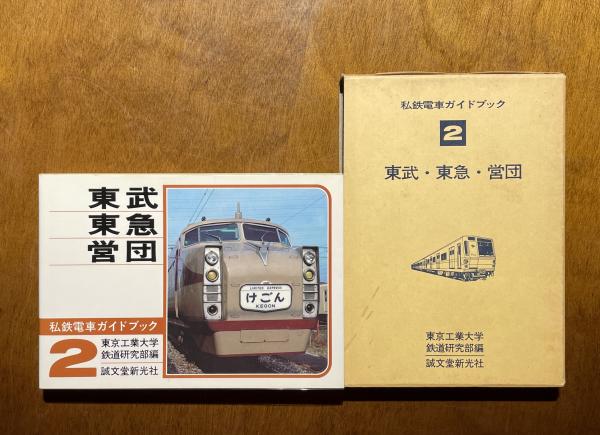 東武
東急
営団
LIMITED EXPRESS
けごん
KEGON
私鉄電車ガイドブック
2
東京工業大学
鉄道研究部編
誠文堂新光社
私鉄電車ガイドブック
2
東武・東急・営団
東京工業大学
鉄道研究部編
誠文堂新光社